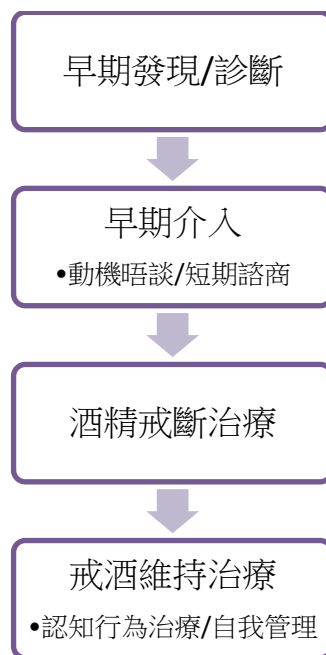 早期發現/診斷
早期介入
•動機晤談/短期諮商
酒精戒斷治療
戒酒維持治療
•認知行為治療/自我管理